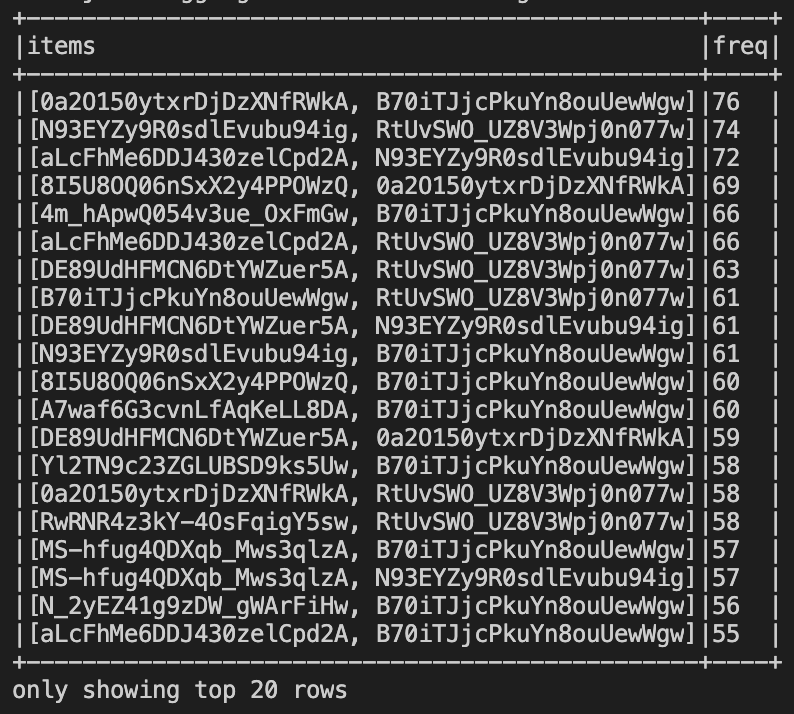 +--------------------------------------------------+----+
|items                                             |freq|
+--------------------------------------------------+----+
|[0a2O150ytxrDjDzXNfRWkA, B70iTJjcPkuYn8ouUewWgw]|76  |
|[N93EYZy9R0sdlEvubu94ig, RtUvSWO_UZ8V3Wpj0n077w]|74  |
|[aLcFhMe6DDJ430zelCpd2A, N93EYZy9R0sdlEvubu94ig]|72  |
|[8I5U8OQ06nSxX2y4PPOWzQ, 0a2O150ytxrDjDzXNfRWkA]|69  |
|[4m_hApwQ054v3ue_OxFmGw, B70iTJjcPkuYn8ouUewWgw]|66  |
|[aLcFhMe6DDJ430zelCpd2A, RtUvSWO_UZ8V3Wpj0n077w]|66  |
|[DE89UdHFMCN6DtYWZuer5A, RtUvSWO_UZ8V3Wpj0n077w]|63  |
|[B70iTJjcPkuYn8ouUewWgw, RtUvSWO_UZ8V3Wpj0n077w]|61  |
|[DE89UdHFMCN6DtYWZuer5A, N93EYZy9R0sdlEvubu94ig]|61  |
|[N93EYZy9R0sdlEvubu94ig, B70iTJjcPkuYn8ouUewWgw]|61  |
|[8I5U8OQ06nSxX2y4PPOWzQ, B70iTJjcPkuYn8ouUewWgw]|60  |
|[A7waf6G3cvnLfAqKeLL8DA, B70iTJjcPkuYn8ouUewWgw]|60  |
|[DE89UdHFMCN6DtYWZuer5A, 0a2O150ytxrDjDzXNfRWkA]|59  |
|[Yl2TN9c23ZGLUBSD9ks5Uw, B70iTJjcPkuYn8ouUewWgw]|58  |
|[0a2O150ytxrDjDzXNfRWkA, RtUvSWO_UZ8V3Wpj0n077w]|58  |
|[RwRNR4z3kY-4OsFqigY5sw, RtUvSWO_UZ8V3Wpj0n077w]|58  |
|[MS-hfug4QDXqb_Mws3qlzA, B70iTJjcPkuYn8ouUewWgw]|57  |
|[MS-hfug4QDXqb_Mws3qlzA, N93EYZy9R0sdlEvubu94ig]|57  |
|[N_2yEZ41g9zDW_gWArFiHw, B70iTJjcPkuYn8ouUewWgw]|56  |
|[aLcFhMe6DDJ430zelCpd2A, B70iTJjcPkuYn8ouUewWgw]|55  |
+--------------------------------------------------+----+
only showing top 20 rows